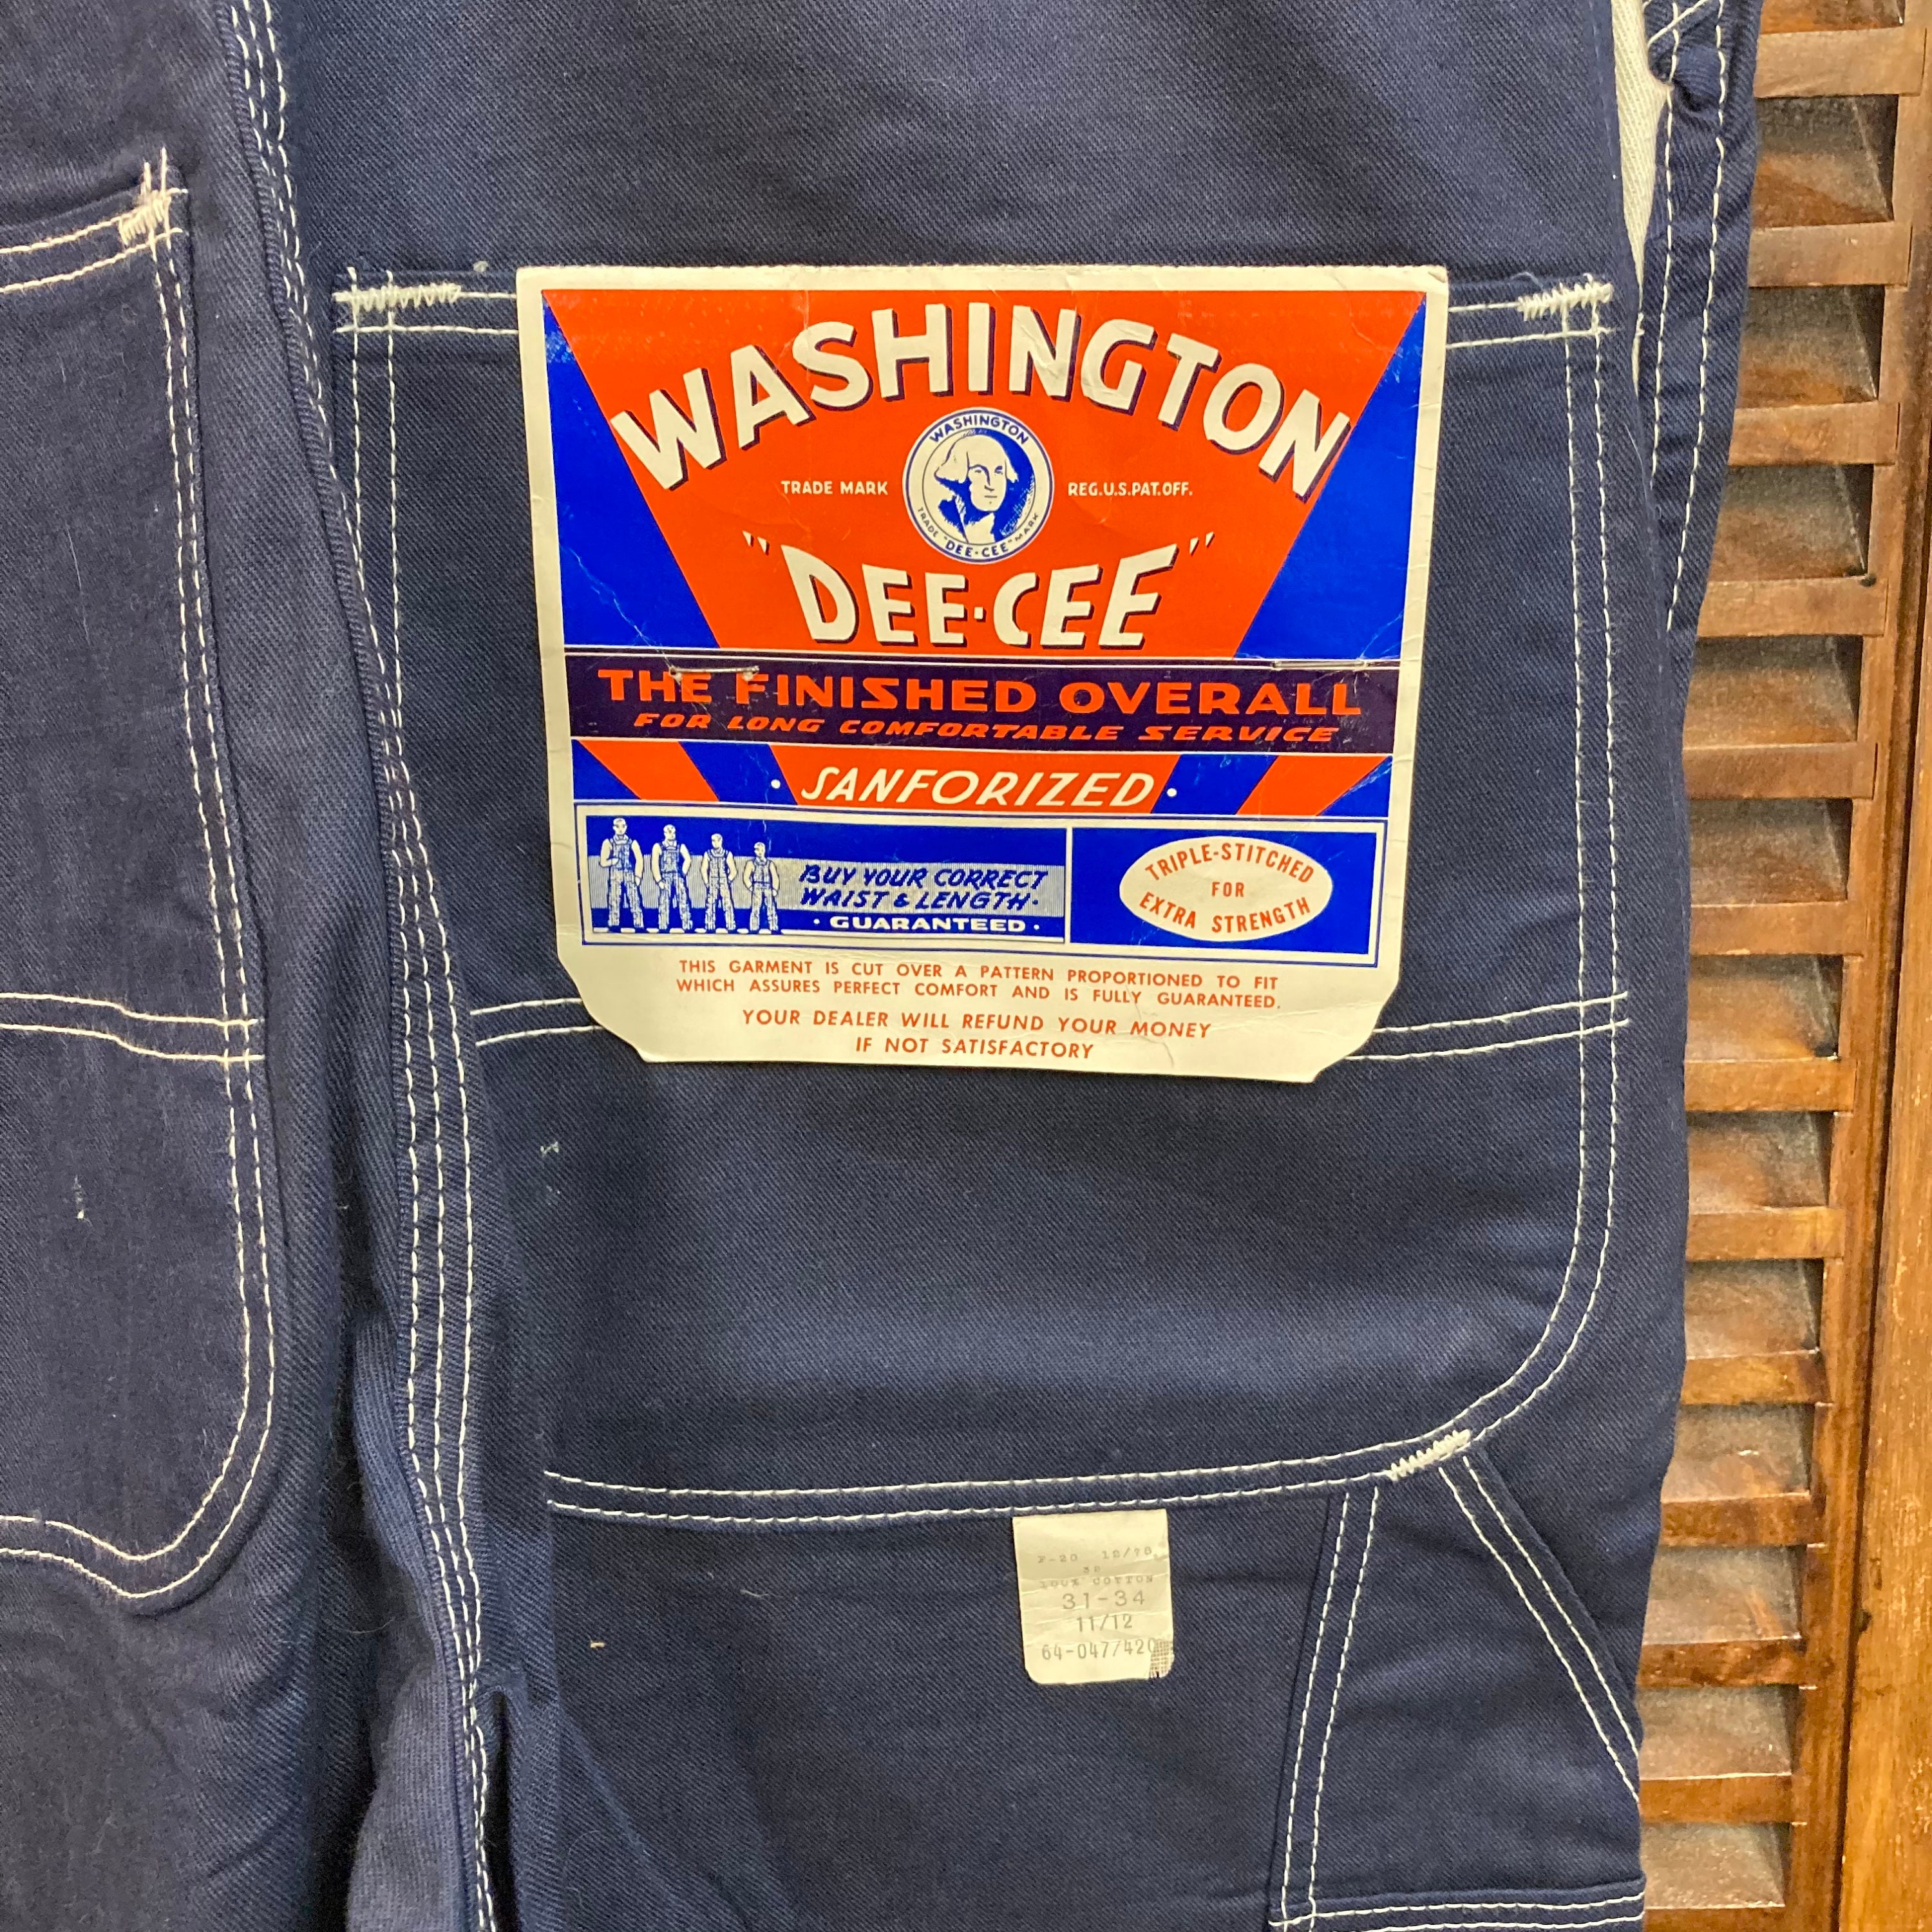 WASHINGTON
WASHINGTON
TRADE MARK
REG.U.S.PAT.OFF.
TRADE "DEE-CEE" MARK
"DEE·CEE"
THE FINISHED OVERALL
FOR LONG COMFORTABLE SERVICE
· SANFORIZED ·
BUY YOUR CORRECT
WAIST & LENGTH·
· GUARANTEED ·
TRIPLE-STITCHED
FOR
EXTRA STRENGTH
THIS GARMENT IS CUT OVER A PATTERN PROPORTIONED TO FIT
WHICH ASSURES PERFECT COMFORT AND IS FULLY GUARANTEED.
YOUR DEALER WILL REFUND YOUR MONEY
IF NOT SATISFACTORY
100% COTTON
31-34
11/12